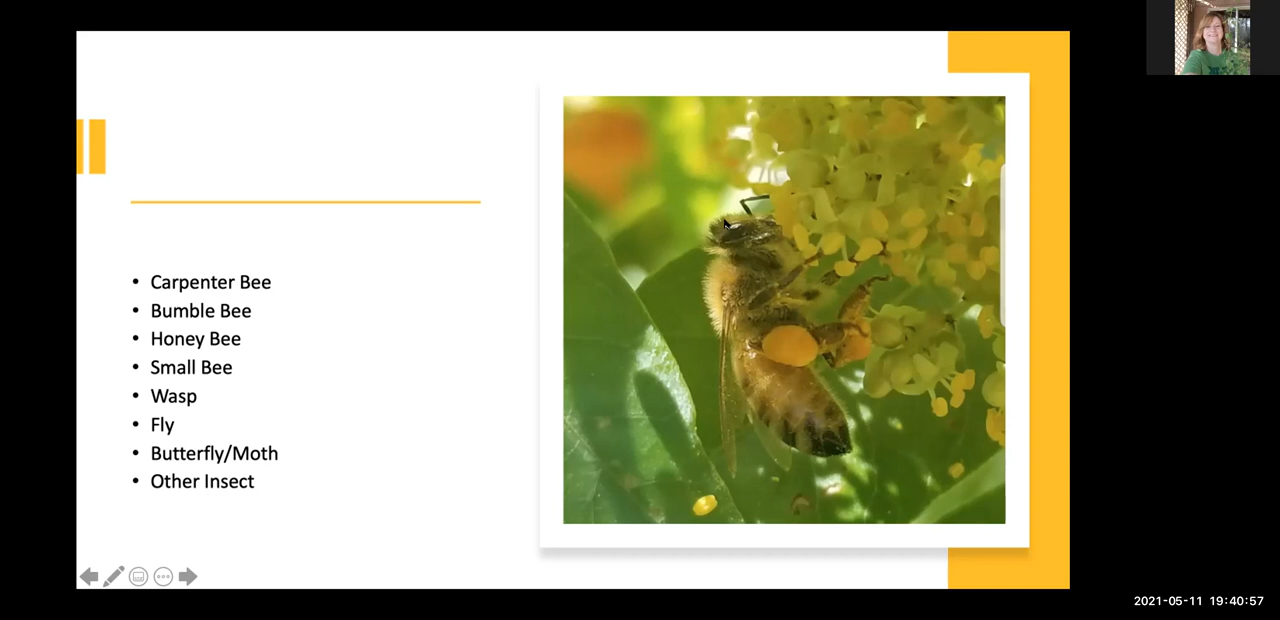 • Carpenter Bee
• Bumble Bee
• Honey Bee
• Small Bee
• Wasp
• Fly
• Butterfly/Moth
• Other Insect
2021-05-11 19:40:57